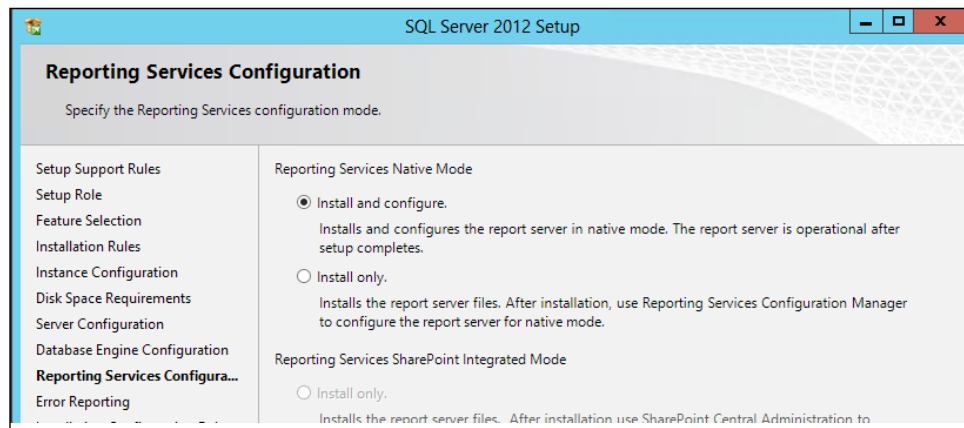 SQL Server 2012 Setup
Reporting Services Configuration
Specify the Reporting Services configuration mode.
Setup Support Rules
Setup Role
Feature Selection
Installation Rules
Instance Configuration
Disk Space Requirements
Server Configuration
Database Engine Configuration
Reporting Services Configura...
Error Reporting
Reporting Services Native Mode
Install and configure.
Installs and configures the report server in native mode. The report server is operational after
setup completes.
Install only.
Installs the report server files. After installation, use Reporting Services Configuration Manager
to configure the report server for native mode.
Reporting Services SharePoint Integrated Mode
Install only.
Installs the report server files. After installation use SharePoint Central Administration to